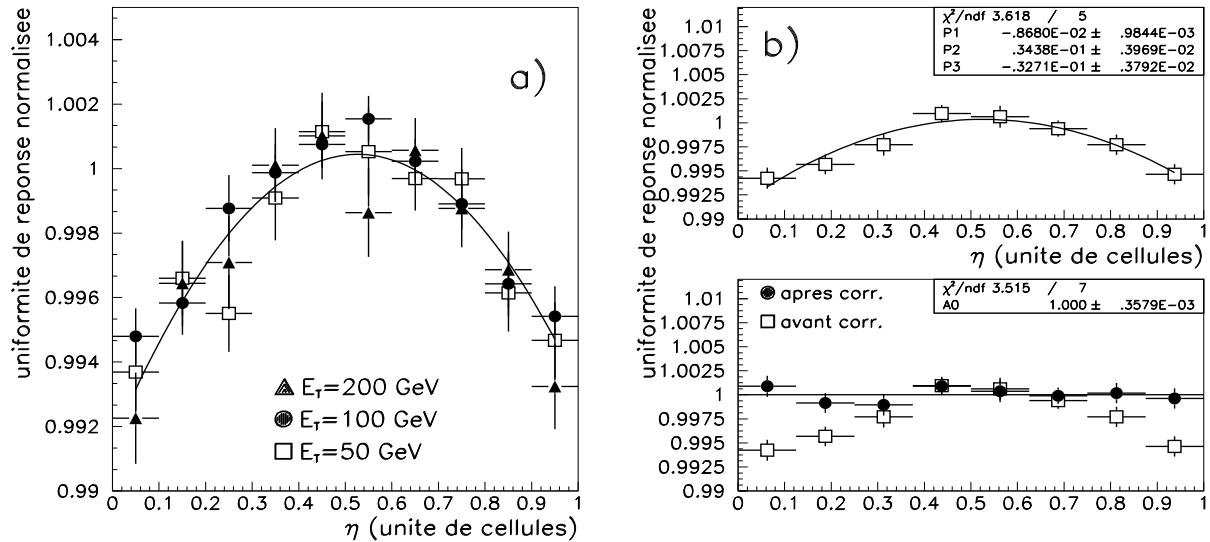 uniformite de reponse normalisee
1.004
1.002
1
0.998
0.996
0.994
0.992
0.99
a)
E_T=200 GeV
E_T=100 GeV
E_T=50 GeV
0 0.1 0.2 0.3 0.4 0.5 0.6 0.7 0.8 0.9 1
η (unite de cellules)
uniformite de reponse normalisee
1.01
1.0075
1.005
1.0025
1
0.9975
0.995
0.9925
0.99
b)
χ²/ndf 3.618 / 5
P1 -.8680E-02 ± .9844E-03
P2 .3438E-01 ± .3969E-02
P3 -.3271E-01 ± .3792E-02
0 0.1 0.2 0.3 0.4 0.5 0.6 0.7 0.8 0.9 1
η (unite de cellules)
uniformite de reponse normalisee
1.01
1.0075
1.005
1.0025
1
0.9975
0.995
0.9925
0.99
apres corr.
avant corr.
χ²/ndf 3.515 / 7
A0 1.000 ± .3579E-03
0 0.1 0.2 0.3 0.4 0.5 0.6 0.7 0.8 0.9 1
η (unite de cellules)